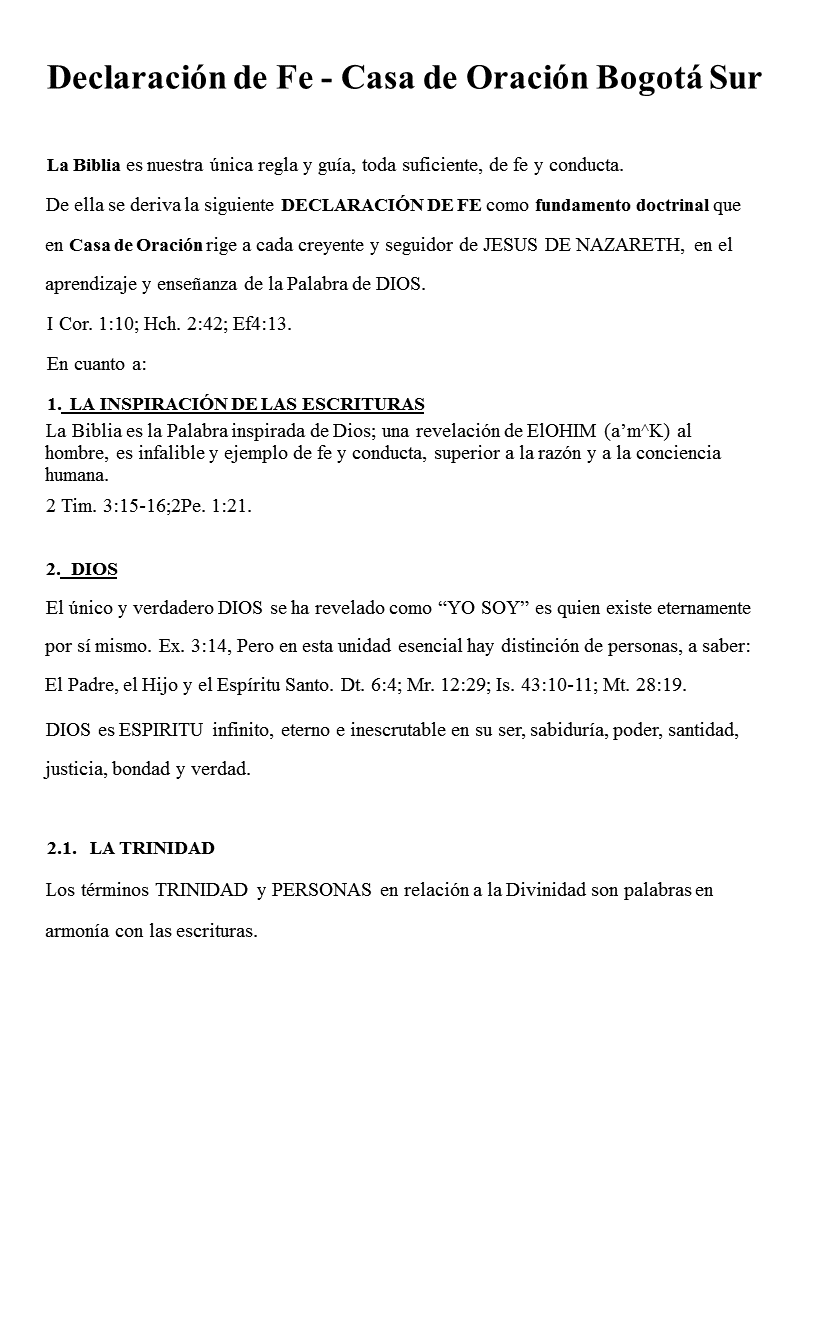 Declaración de Fe - Casa de Oración Bogotá Sur
La Biblia es nuestra única regla y guía, toda suficiente, de fe y conducta.
De ella se deriva la siguiente DECLARACIÓN DE FE como fundamento doctrinal que
en Casa de Oración rige a cada creyente y seguidor de JESUS DE NAZARETH, en el
aprendizaje y enseñanza de la Palabra de DIOS.
I Cor. 1:10; Hch. 2:42; Ef4:13.
En cuanto a:
1. LA INSPIRACIÓN DE LAS ESCRITURAS
La Biblia es la Palabra inspirada de Dios; una revelación de ElOHIM (a’m^K) al
hombre, es infalible y ejemplo de fe y conducta, superior a la razón y a la conciencia
humana.
2 Tim. 3:15-16;2Pe. 1:21.
2. DIOS
El único y verdadero DIOS se ha revelado como “YO SOY” es quien existe eternamente
por sí mismo. Ex. 3:14, Pero en esta unidad esencial hay distinción de personas, a saber:
El Padre, el Hijo y el Espíritu Santo. Dt. 6:4; Mr. 12:29; Is. 43:10-11; Mt. 28:19.
DIOS es ESPIRITU infinito, eterno e inescrutable en su ser, sabiduría, poder, santidad,
justicia, bondad y verdad.
2.1. LA TRINIDAD
Los términos TRINIDAD y PERSONAS en relación a la Divinidad son palabras en
armonía con las escrituras.